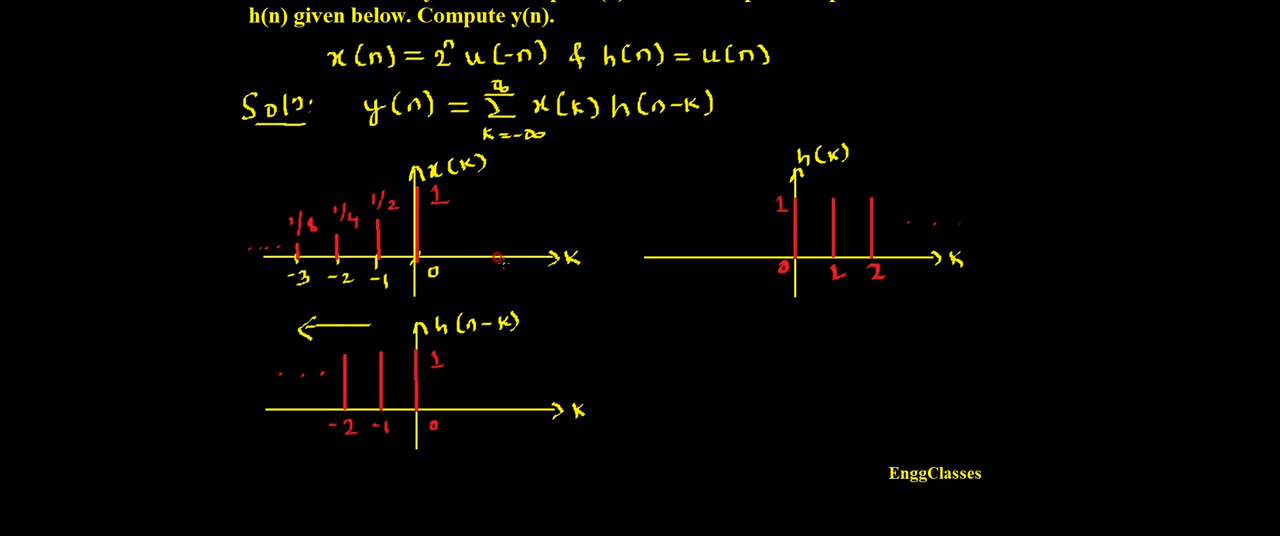 h(n) given below. Compute y(n).
x(n) = 2ⁿ u(-n) & h(n) = u(n)
Soln: y(n) = ∞ Σ k=-∞ x(k) h(n-k)
x(k)
1/8 1/4 1/2 1
.... -3 -2 -1 0 k
h(k)
1 . . .
0 1 2 k
h(n-k)
. . . 1
-2 -1 0 k
EnggClasses